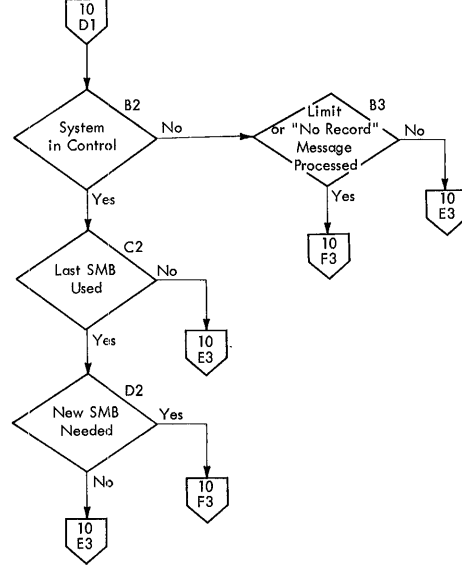 10
D1
B2
System
in Control
No
Yes
B3
Limit
or "No Record"
Message
Processed
No
Yes
10
E3
10
F3
C2
Last SMB
Used
No
Yes
10
E3
D2
New SMB
Needed
Yes
No
10
F3
10
E3